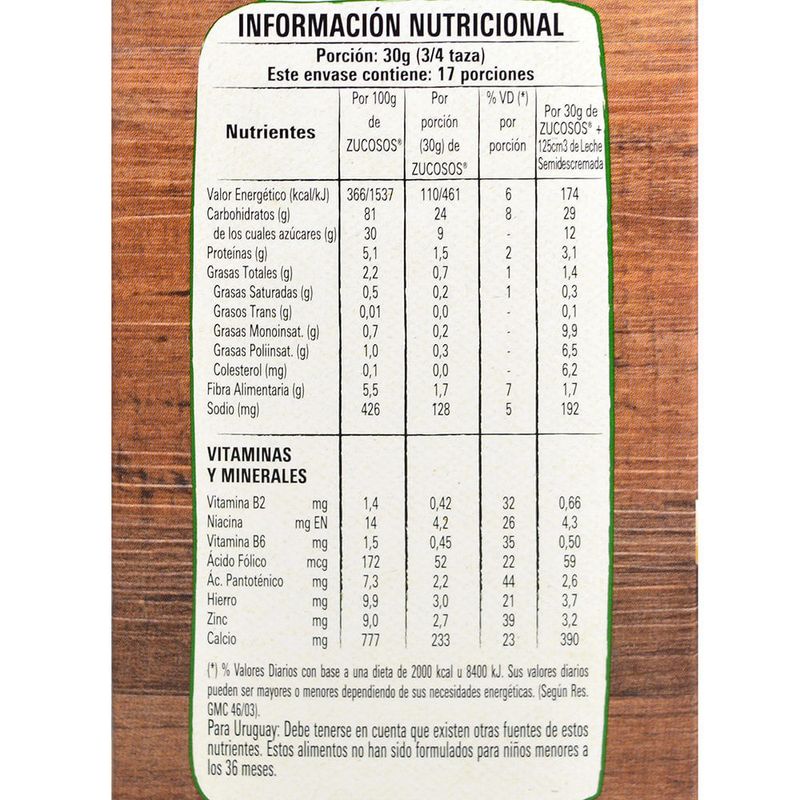 INFORMACIÓN NUTRICIONAL
Porción: 30g (3/4 taza)
Este envase contiene: 17 porciones
Nutrientes
Por 100g
de
ZUCOSOS®
Por
porción
(30g) de
ZUCOSOS®
% VD (*)
por
porción
Por 30g de
ZUCOSOS® +
125cm3 de Leche
Semidescremada
Valor Energético (kcal/kJ) 366/1537 110/461 6 174
Carbohidratos (g) 81 24 8 29
de los cuales azúcares (g) 30 9 - 12
Proteínas (g) 5,1 1,5 2 3,1
Grasas Totales (g) 2,2 0,7 1 1,4
Grasas Saturadas (g) 0,5 0,2 1 0,3
Grasos Trans (g) 0,01 0,0 - 0,1
Grasas Monoinsat. (g) 0,7 0,2 - 9,9
Grasas Poliinsat. (g) 1,0 0,3 - 6,5
Colesterol (mg) 0,1 0,0 - 6,2
Fibra Alimentaria (g) 5,5 1,7 7 1,7
Sodio (mg) 426 128 5 192
VITAMINAS
Y MINERALES
Vitamina B2 mg 1,4 0,42 32 0,66
Niacina mg EN 14 4,2 26 4,3
Vitamina B6 mg 1,5 0,45 35 0,50
Ácido Fólico mcg 172 52 22 59
Ác. Pantoténico mg 7,3 2,2 44 2,6
Hierro mg 9,9 3,0 21 3,7
Zinc mg 9,0 2,7 39 3,2
Calcio mg 777 233 23 390
(*) % Valores Diarios con base a una dieta de 2000 kcal u 8400 kJ. Sus valores diarios
pueden ser mayores o menores dependiendo de sus necesidades energéticas. (Según Res.
GMC 46/03).
Para Uruguay: Debe tenerse en cuenta que existen otras fuentes de estos
nutrientes. Estos alimentos no han sido formulados para niños menores a
los 36 meses.